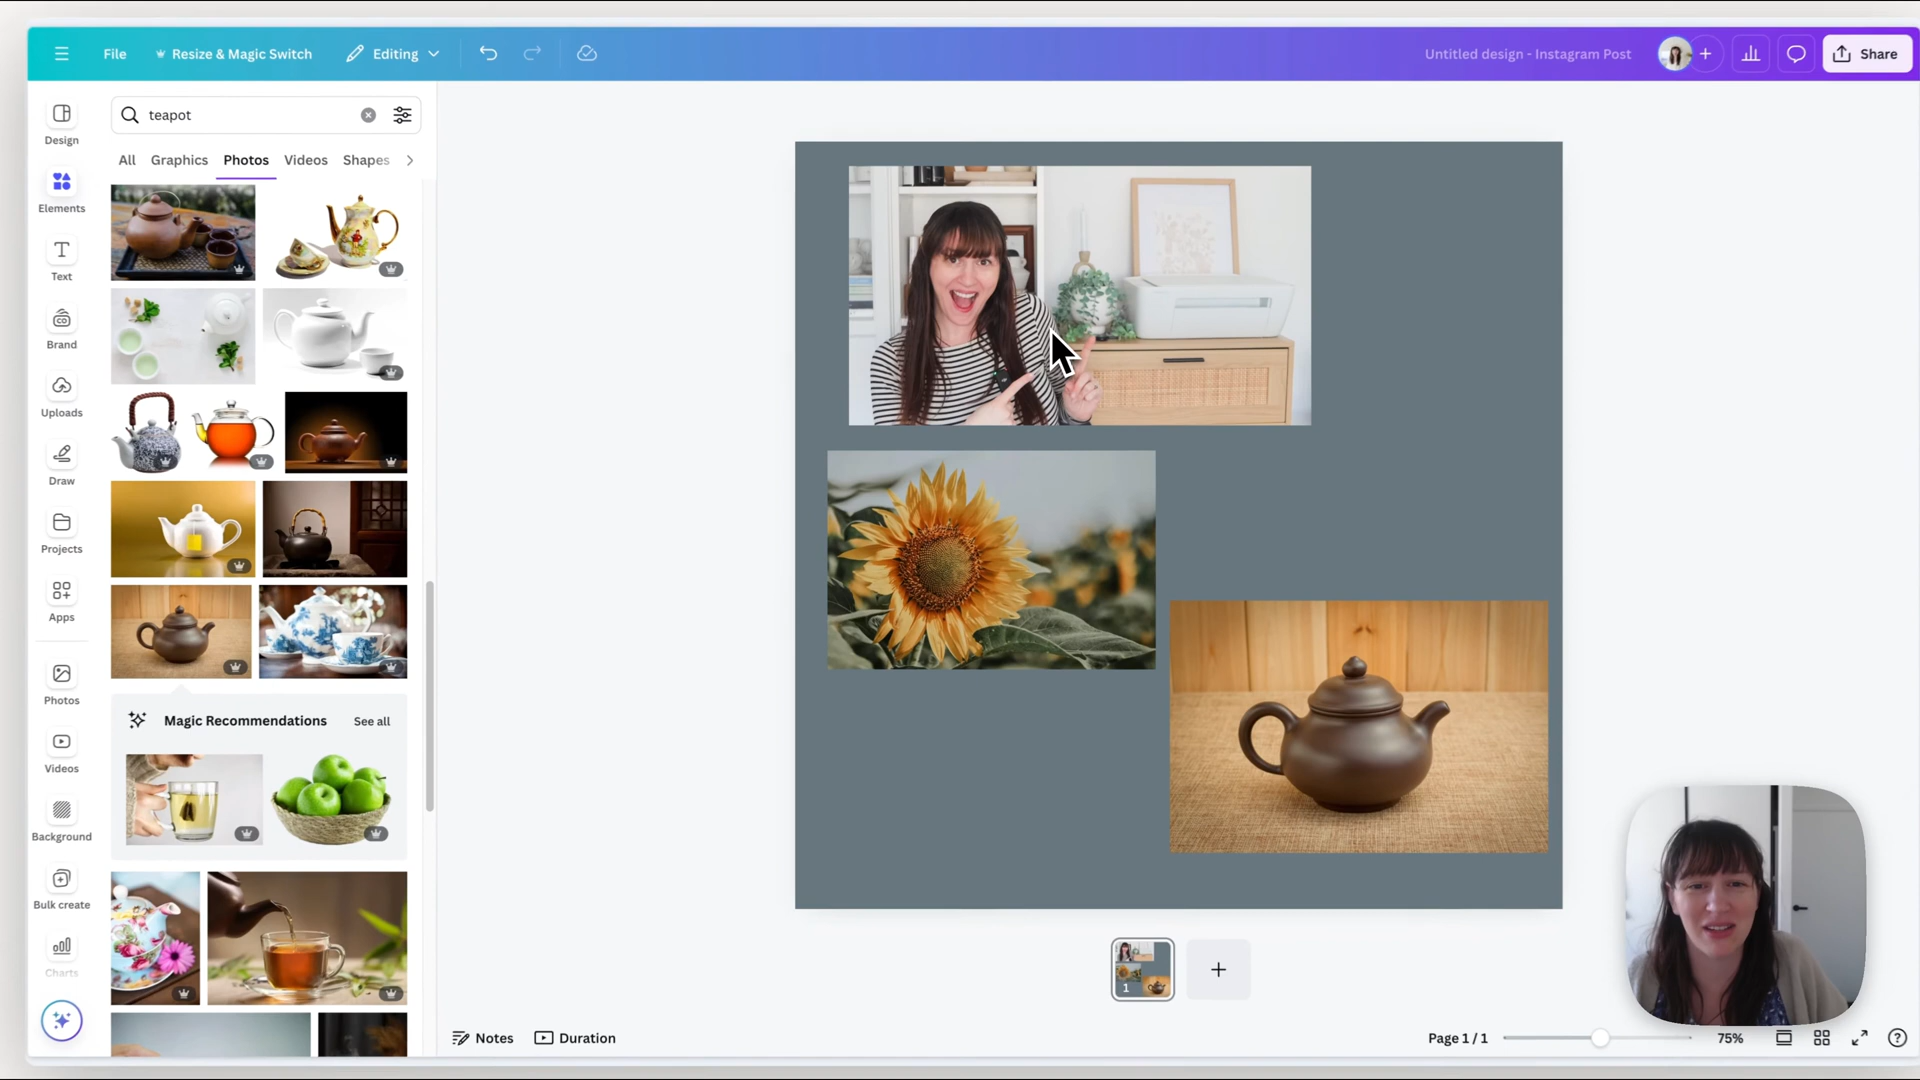 File
Resize & Magic Switch
Editing
Untitled design - Instagram Post
Share
Design
Elements
Text
Brand
Uploads
Draw
Projects
Apps
Photos
Videos
Background
Bulk create
Charts
teapot
All Graphics Photos Videos Shapes
Magic Recommendations See all
1
Notes Duration
Page 1 / 1
75%